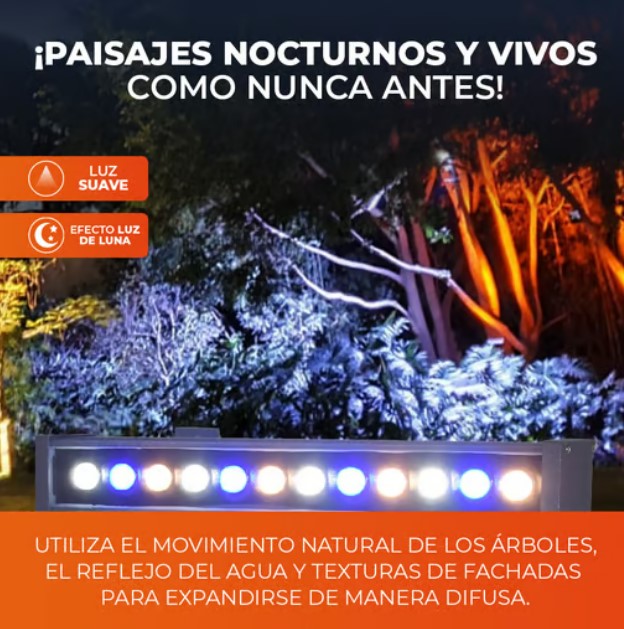 ¡PAISAJES NOCTURNOS Y VIVOS
COMO NUNCA ANTES!
LUZ
SUAVE
EFECTO LUZ
DE LUNA
UTILIZA EL MOVIMIENTO NATURAL DE LOS ÁRBOLES,
EL REFLEJO DEL AGUA Y TEXTURAS DE FACHADAS
PARA EXPANDIRSE DE MANERA DIFUSA.